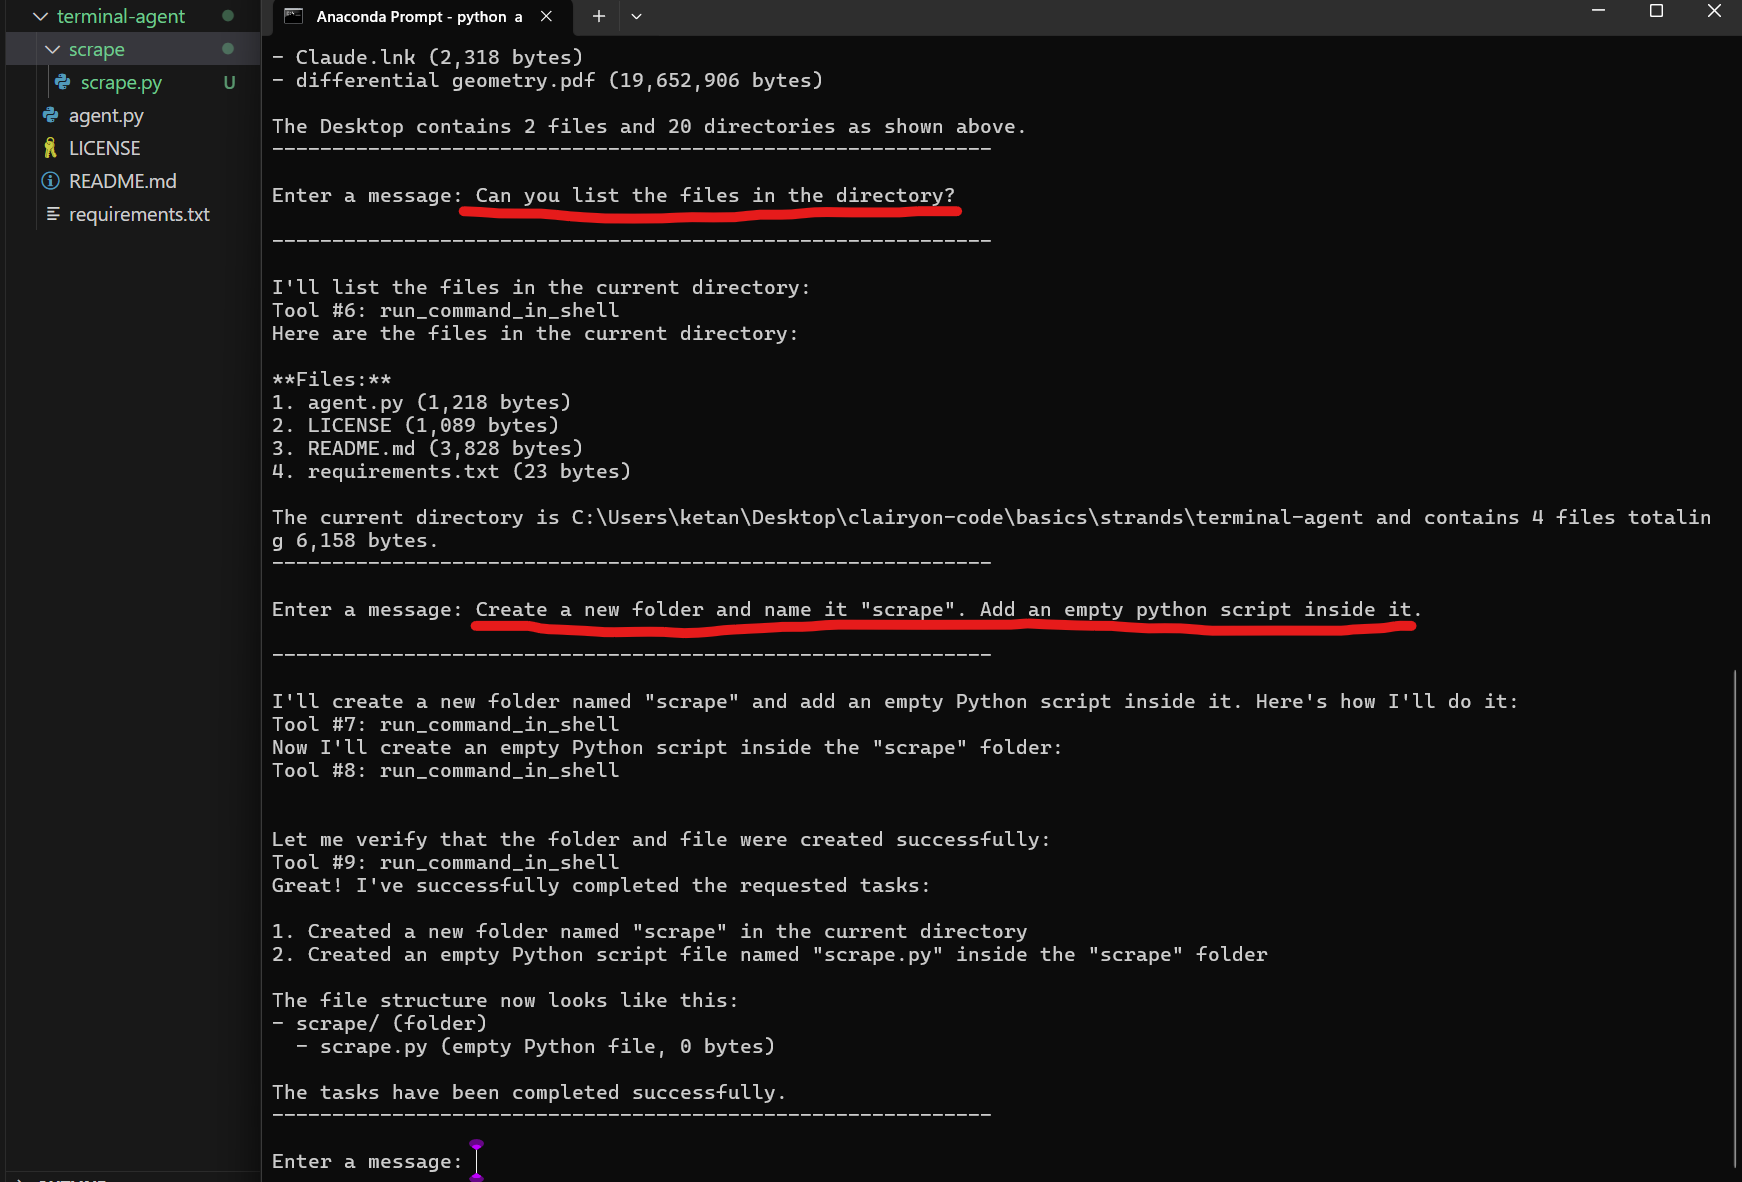 terminal-agent
scrape
scrape.py U
agent.py
LICENSE
README.md
requirements.txt
Anaconda Prompt - python a
- Claude.lnk (2,318 bytes)
- differential geometry.pdf (19,652,906 bytes)
The Desktop contains 2 files and 20 directories as shown above.
------------------------------------------------------------
Enter a message: Can you list the files in the directory?
------------------------------------------------------------
I'll list the files in the current directory:
Tool #6: run_command_in_shell
Here are the files in the current directory:
**Files:**
1. agent.py (1,218 bytes)
2. LICENSE (1,089 bytes)
3. README.md (3,828 bytes)
4. requirements.txt (23 bytes)
The current directory is C:\Users\ketan\Desktop\clairyon-code\basics\strands\terminal-agent and contains 4 files totalin
g 6,158 bytes.
------------------------------------------------------------
Enter a message: Create a new folder and name it "scrape". Add an empty python script inside it.
------------------------------------------------------------
I'll create a new folder named "scrape" and add an empty Python script inside it. Here's how I'll do it:
Tool #7: run_command_in_shell
Now I'll create an empty Python script inside the "scrape" folder:
Tool #8: run_command_in_shell
Let me verify that the folder and file were created successfully:
Tool #9: run_command_in_shell
Great! I've successfully completed the requested tasks:
1. Created a new folder named "scrape" in the current directory
2. Created an empty Python script file named "scrape.py" inside the "scrape" folder
The file structure now looks like this:
- scrape/ (folder)
  - scrape.py (empty Python file, 0 bytes)
The tasks have been completed successfully.
------------------------------------------------------------
Enter a message: